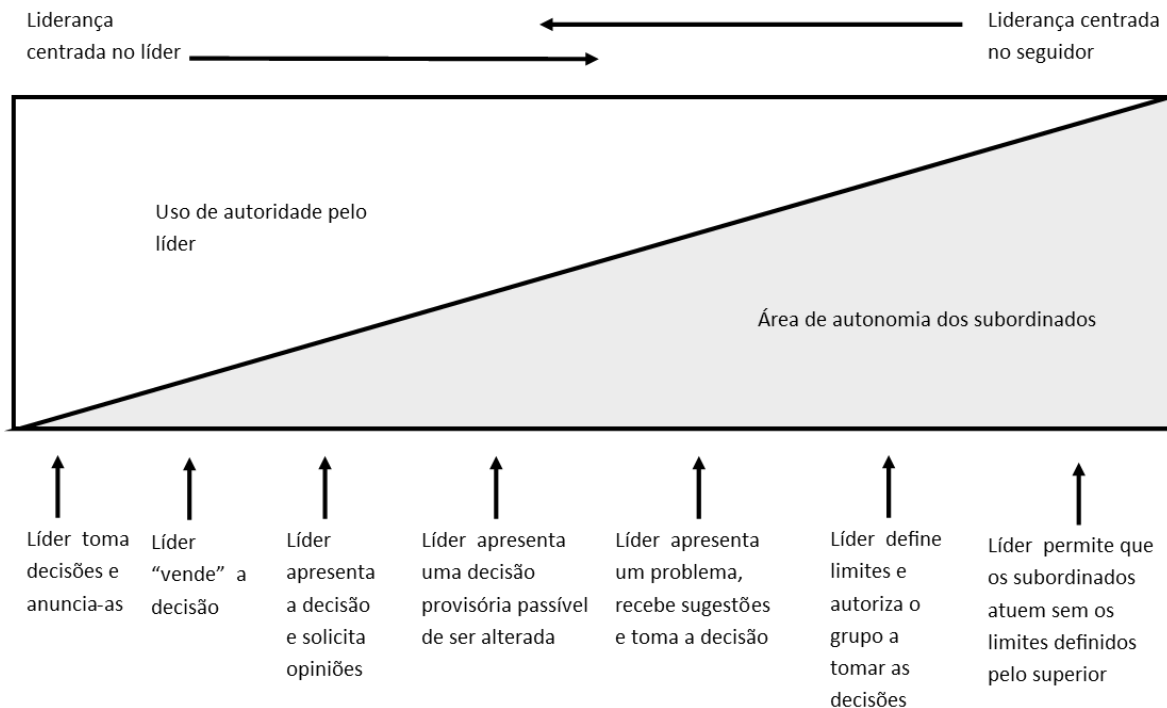 Liderança
centrada no líder
Liderança centrada
no seguidor
Uso de autoridade pelo
líder
Área de autonomia dos subordinados
Líder toma
decisões e
anuncia-as
Líder
“vende” a
decisão
Líder
apresenta
a decisão
e solicita
opiniões
Líder apresenta
uma decisão
provisória passível
de ser alterada
Líder apresenta
um problema,
recebe sugestões
e toma a decisão
Líder define
limites e
autoriza o
grupo a
tomar as
decisões
Líder permite que
os subordinados
atuem sem os
limites definidos
pelo superior